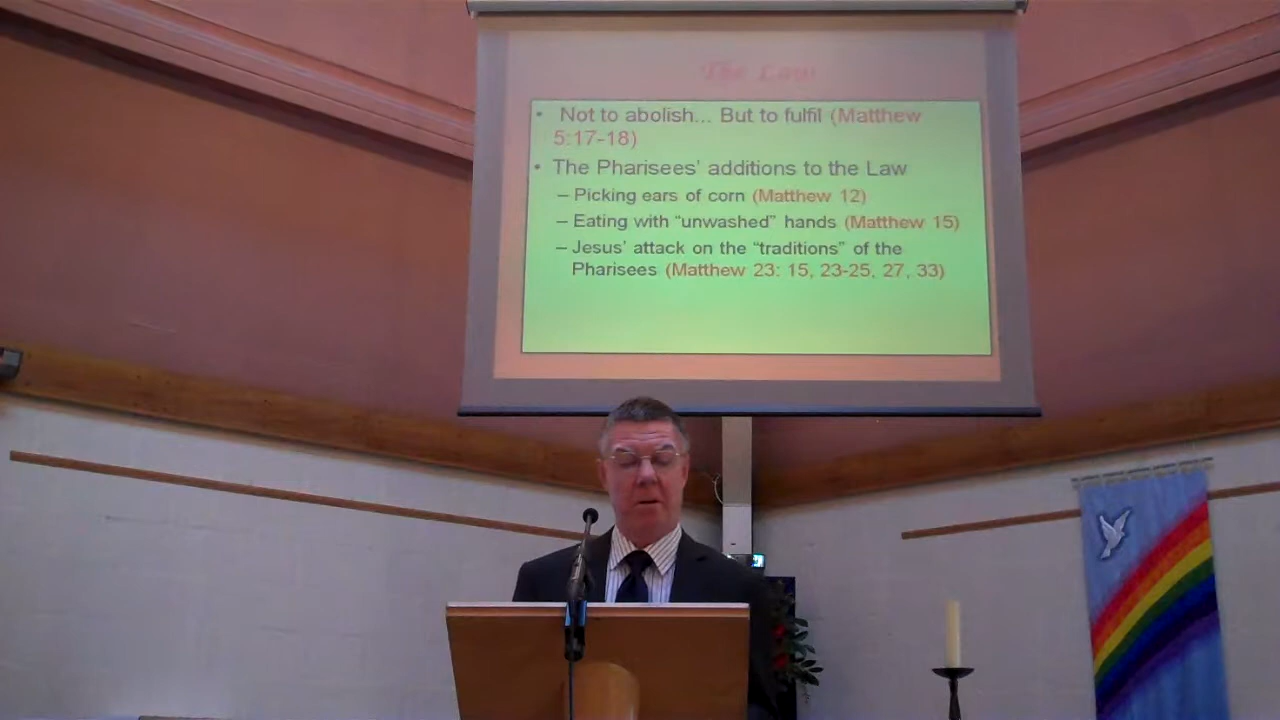 The Law
• Not to abolish... But to fulfil (Matthew
5:17-18)
• The Pharisees' additions to the Law
– Picking ears of corn (Matthew 12)
– Eating with “unwashed” hands (Matthew 15)
– Jesus' attack on the “traditions” of the
Pharisees (Matthew 23: 15, 23-25, 27, 33)